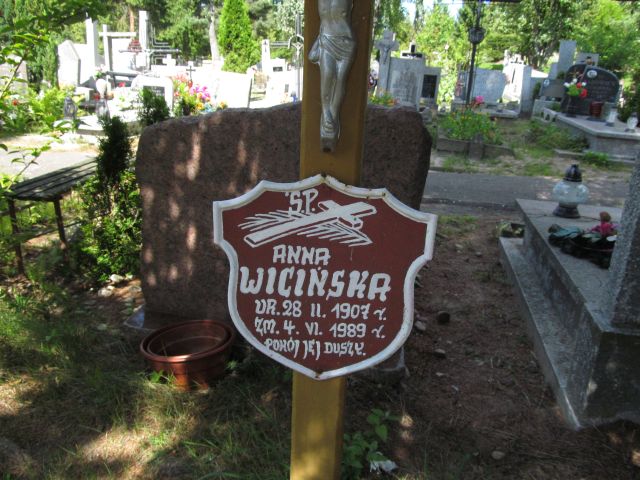 ŚP.
ANNA
WICIŃSKA
UR. 28 II. 1907 r.
ZM. 4. VI. 1989 r.
POKÓJ JEJ DUSZY.